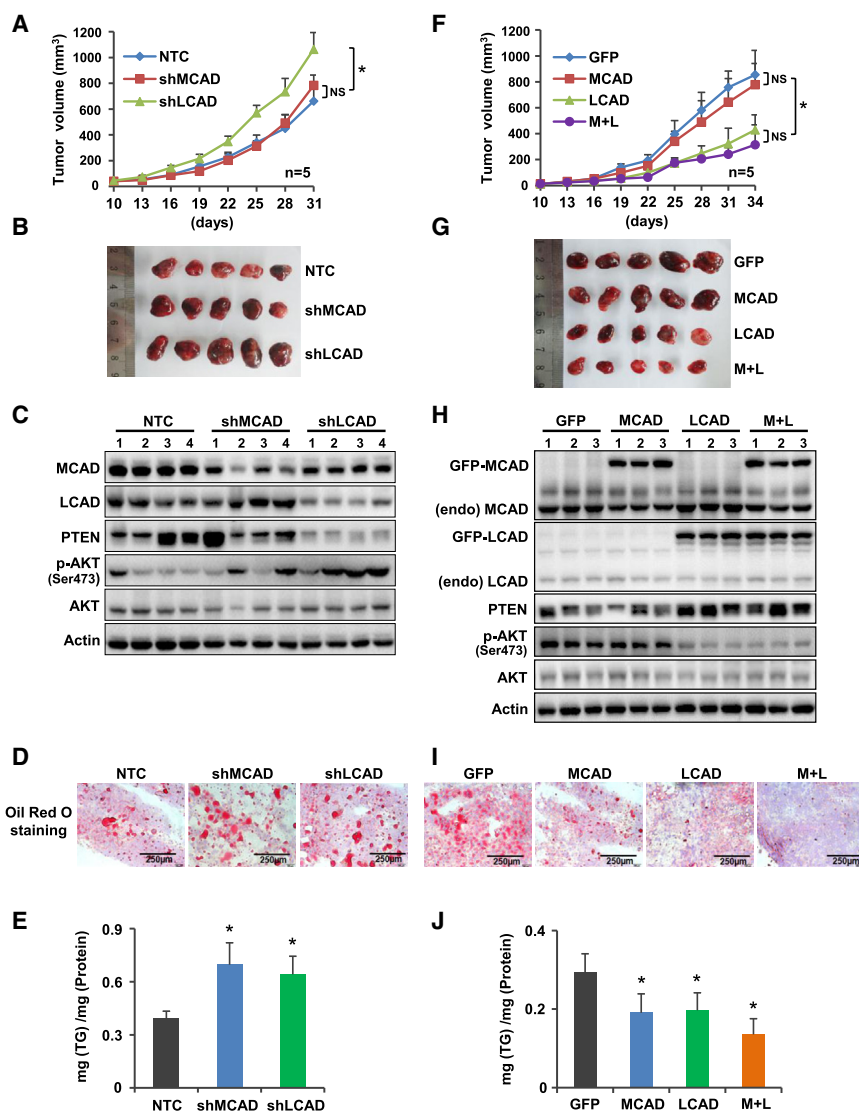 A
Tumor volume (mm³)
1200
1000
800
600
400
200
0
NTC
shMCAD
shLCAD
*
NS
n=5
10 13 16 19 22 25 28 31
(days)
B
NTC
shMCAD
shLCAD
C
NTC shMCAD shLCAD
1 2 3 4 1 2 3 4 1 2 3 4
MCAD
LCAD
PTEN
p-AKT
(Ser473)
AKT
Actin
D
NTC shMCAD shLCAD
Oil Red O
staining
250μm 250μm 250μm
E
mg (TG) /mg (Protein)
0.9
0.6
0.3
0
* *
NTC shMCAD shLCAD
F
Tumor volume (mm³)
1200
1000
800
600
400
200
0
GFP
MCAD
LCAD
M+L
NS
*
NS
n=5
10 13 16 19 22 25 28 31 34
(days)
G
GFP
MCAD
LCAD
M+L
H
GFP MCAD LCAD M+L
1 2 3 1 2 3 1 2 3 1 2 3
GFP-MCAD
(endo) MCAD
GFP-LCAD
(endo) LCAD
PTEN
p-AKT
(Ser473)
AKT
Actin
I
GFP MCAD LCAD M+L
250μm 250μm 250μm 250μm
J
mg (TG) /mg (Protein)
0.4
0.2
0
* * *
GFP MCAD LCAD M+L